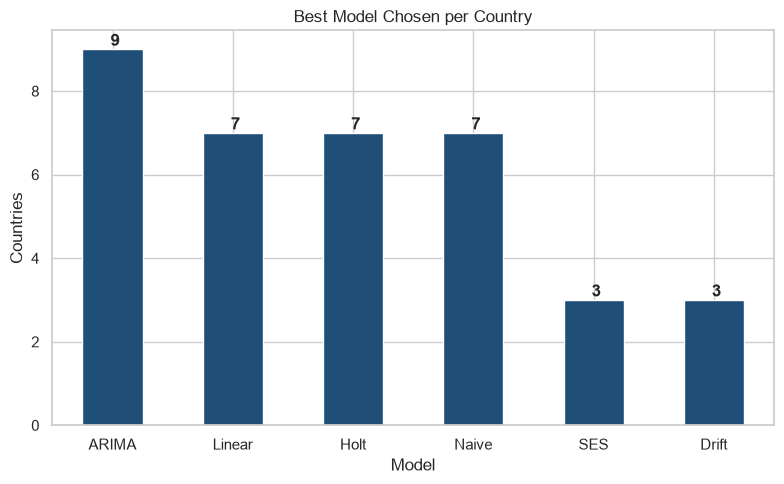 Best Model Chosen per Country
9
7
7
7
3
3
8
6
4
2
0
Countries
ARIMA Linear Holt Naive SES Drift
Model